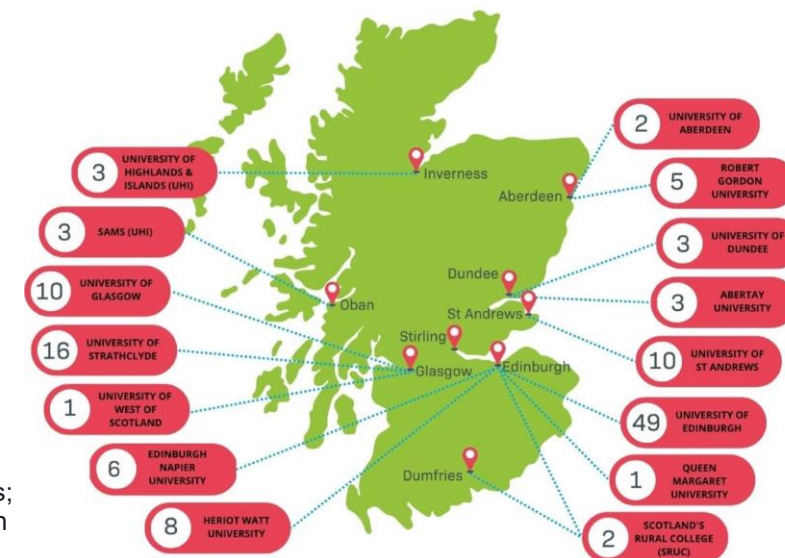 3
UNIVERSITY OF
HIGHLANDS &
ISLANDS (UHI)
3
SAMS (UHI)
10
UNIVERSITY OF
GLASGOW
16
UNIVERSITY OF
STRATHCLYDE
1
UNIVERSITY OF
WEST OF
SCOTLAND
6
EDINBURGH
NAPIER
UNIVERSITY
8
HERIOT WATT
UNIVERSITY
s;
n
Inverness
Aberdeen
Dundee
Oban
St Andrews
Stirling
Glasgow
Edinburgh
Dumfries
2
UNIVERSITY OF
ABERDEEN
5
ROBERT
GORDON
UNIVERSITY
3
UNIVERSITY OF
DUNDEE
3
ABERTAY
UNIVERSITY
10
UNIVERSITY OF
ST ANDREWS
49
UNIVERSITY OF
EDINBURGH
1
QUEEN
MARGARET
UNIVERSITY
2
SCOTLAND'S
RURAL COLLEGE
(SRUC)